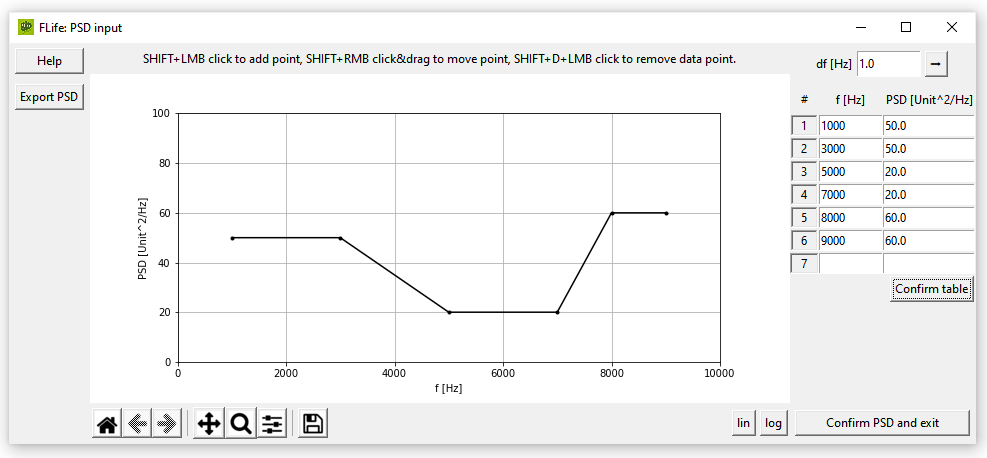 FLife: PSD input
Help
SHIFT+LMB click to add point, SHIFT+RMB click&drag to move point, SHIFT+D+LMB click to remove data point.
df [Hz] 1.0
Export PSD
# f [Hz] PSD [Unit^2/Hz]
1 1000 50.0
2 3000 50.0
3 5000 20.0
4 7000 20.0
5 8000 60.0
6 9000 60.0
7
Confirm table
PSD [Unit^2/Hz]
100
80
60
40
20
0
0 2000 4000 6000 8000 10000
f [Hz]
lin log Confirm PSD and exit